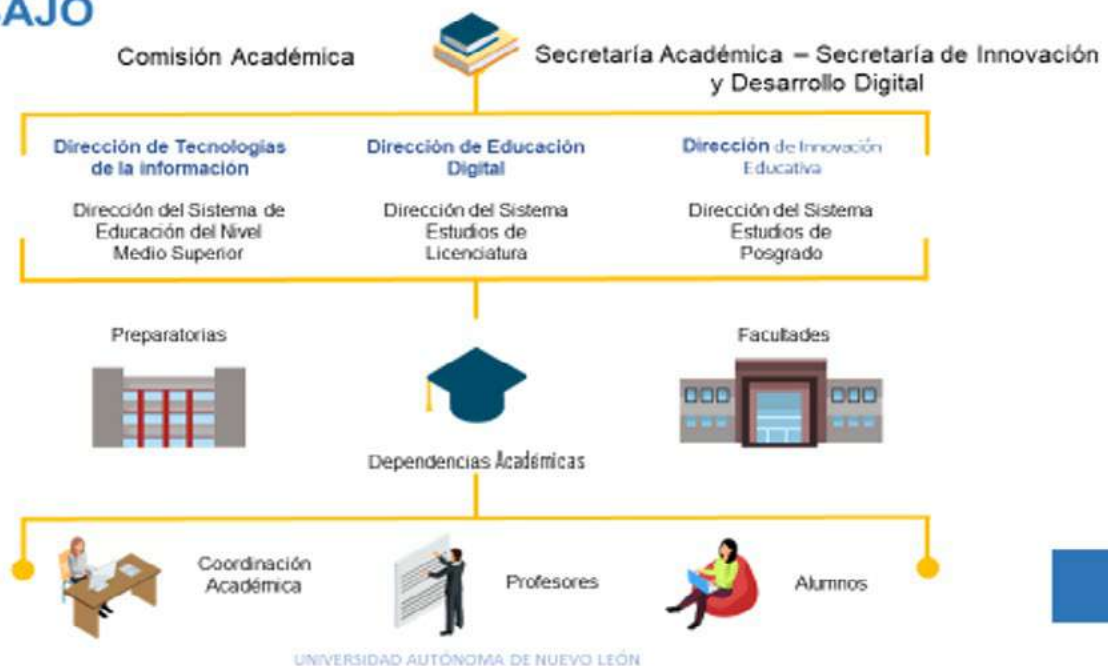 BAJO
Comisión Académica
Secretaría Académica – Secretaría de Innovación
y Desarrollo Digital
Dirección de Tecnologías
de la información
Dirección de Educación
Digital
Dirección de Innovación
Educativa
Dirección del Sistema de
Educación del Nivel
Medio Superior
Dirección del Sistema
Estudios de
Licenciatura
Dirección del Sistema
Estudios de
Posgrado
Preparatorias
Facultades
Dependencias Académicas
Coordinación
Académica
Profesores
Alumnos
UNIVERSIDAD AUTÓNOMA DE NUEVO LEÓN